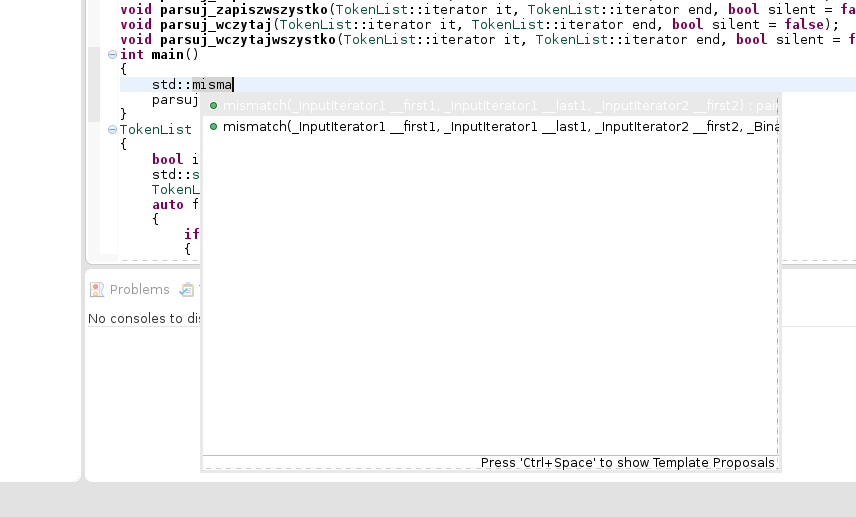 void parsuj_zapiszwszystko(TokenList::iterator it, TokenList::iterator end, bool silent = fa
void parsuj_wczytaj(TokenList::iterator it, TokenList::iterator end, bool silent = false);
void parsuj_wczytajwszystko(TokenList::iterator it, TokenList::iterator end, bool silent = f
int main()
{
std::misma
parsuj
mismatch(_InputIterator1 __first1, _InputIterator1 __last1, _InputIterator2 __first2) : pai
}
mismatch(_InputIterator1 __first1, _InputIterator1 __last1, _InputIterator2 __first2, _Bina
TokenList
{
bool i
std::s
TokenL
auto f
{
if
{
Problems
No consoles to dis
Press 'Ctrl+Space' to show Template Proposals